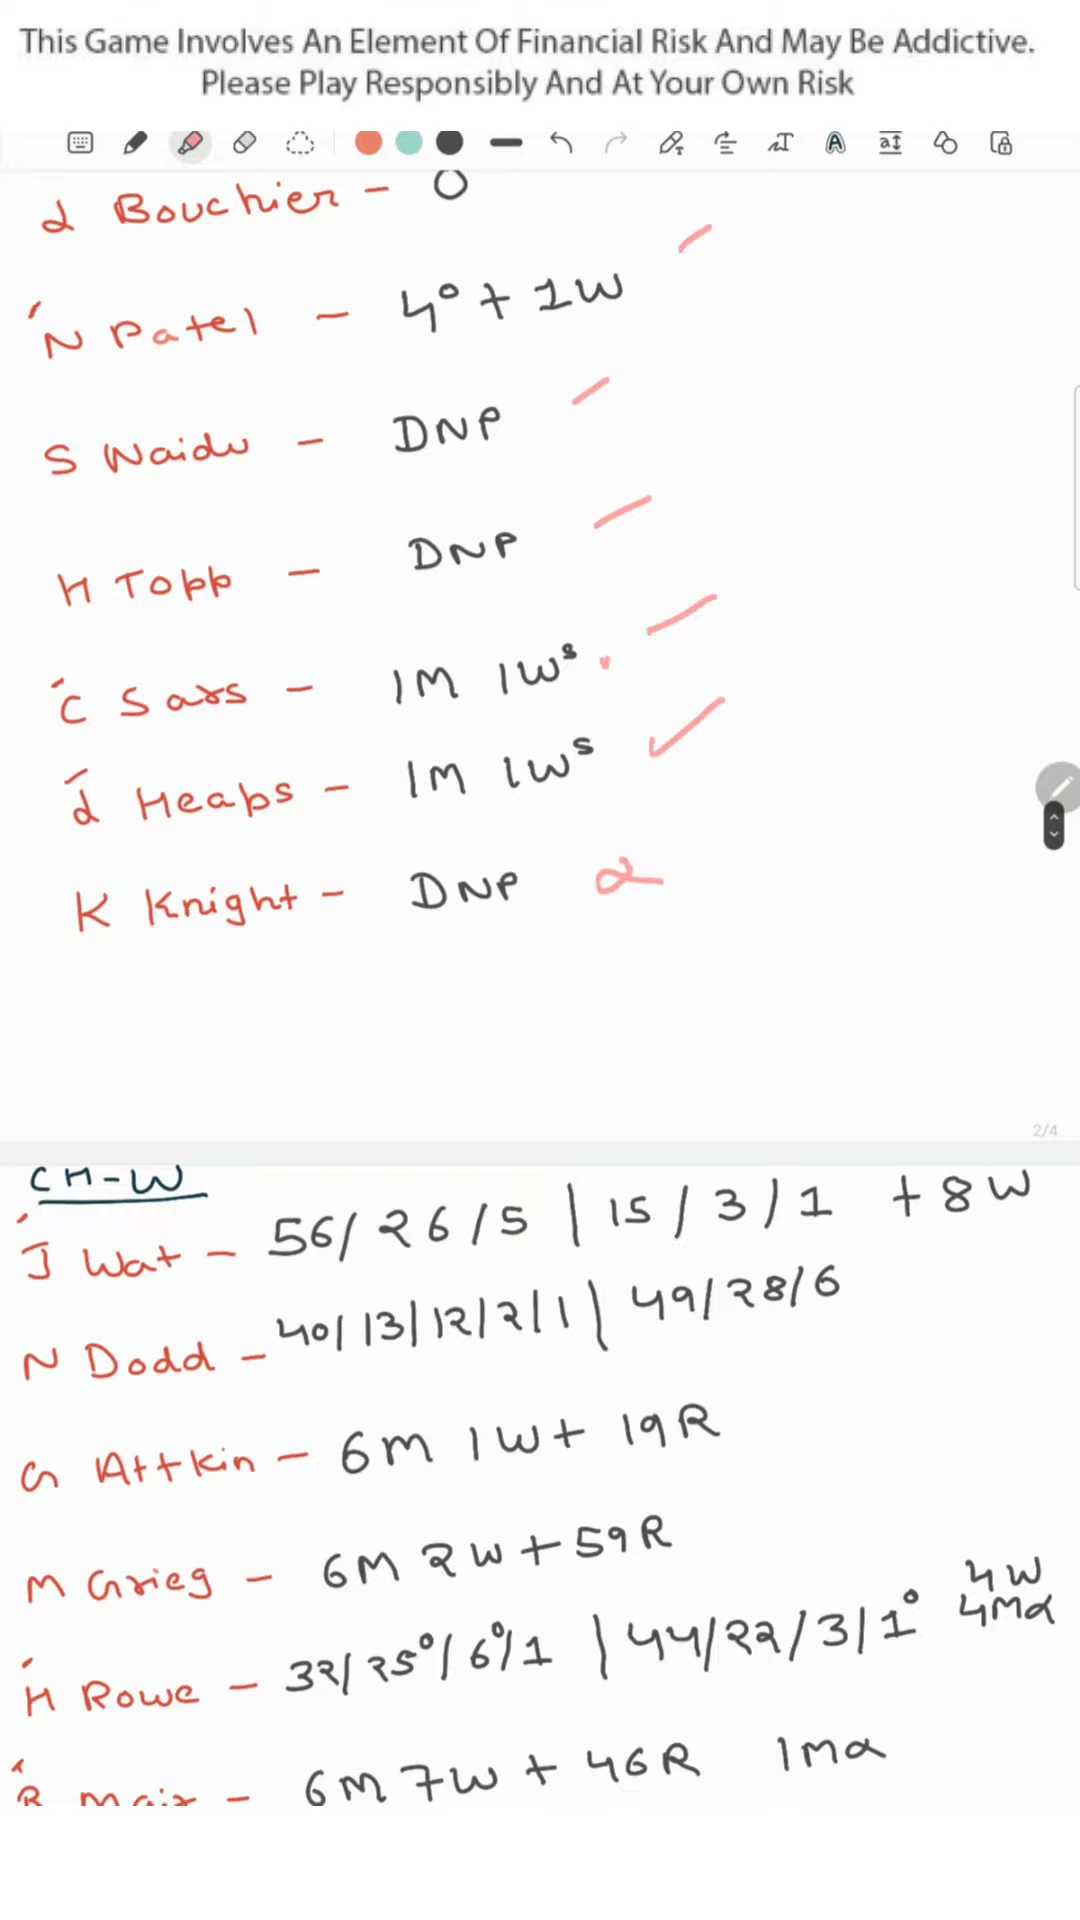 This Game Involves An Element Of Financial Risk And May Be Addictive.
Please Play Responsibly And At Your Own Risk
d Bouchier - 0
N Patel - 4° + 1W
S Naidu - DNP
H Topp - DNP
C Sars - 1M 1Ws
d Heaps - 1M 1Ws
K Knight - DNP
2/4
CH-W
J Wat - 56/26/5 | 15/3/1 + 8W
N Dodd - 40/13/12/2/1 | 49/28/6
G Attkin - 6M 1W + 19R
M Grieg - 6M 2W + 59R
4W
H Rowe - 32/25°/6°/1 | 44/22/3/1° 4Mα
6M 7W + 46R 1Mα